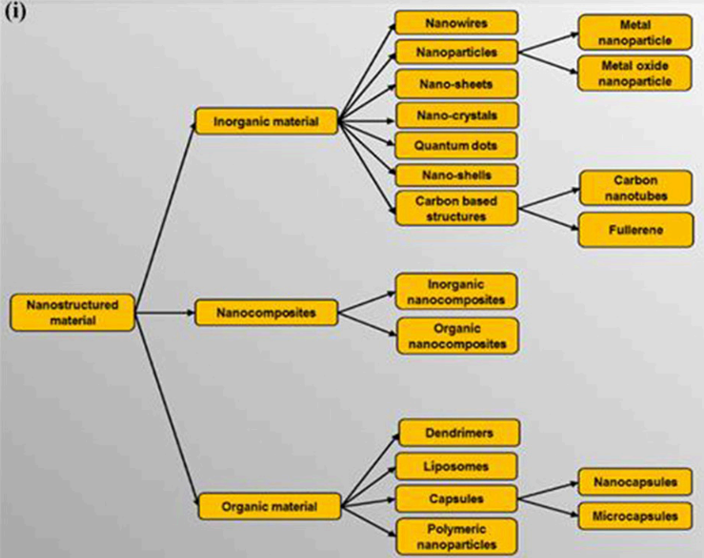 (i)
Nanowires
Nanoparticles
Metal
nanoparticle
Metal oxide
nanoparticle
Nano-sheets
Inorganic material
Nano-crystals
Quantum dots
Nano-shells
Carbon based
structures
Carbon
nanotubes
Fullerene
Nanostructured
material
Nanocomposites
Inorganic
nanocomposites
Organic
nanocomposites
Organic material
Dendrimers
Liposomes
Capsules
Nanocapsules
Microcapsules
Polymeric
nanoparticles